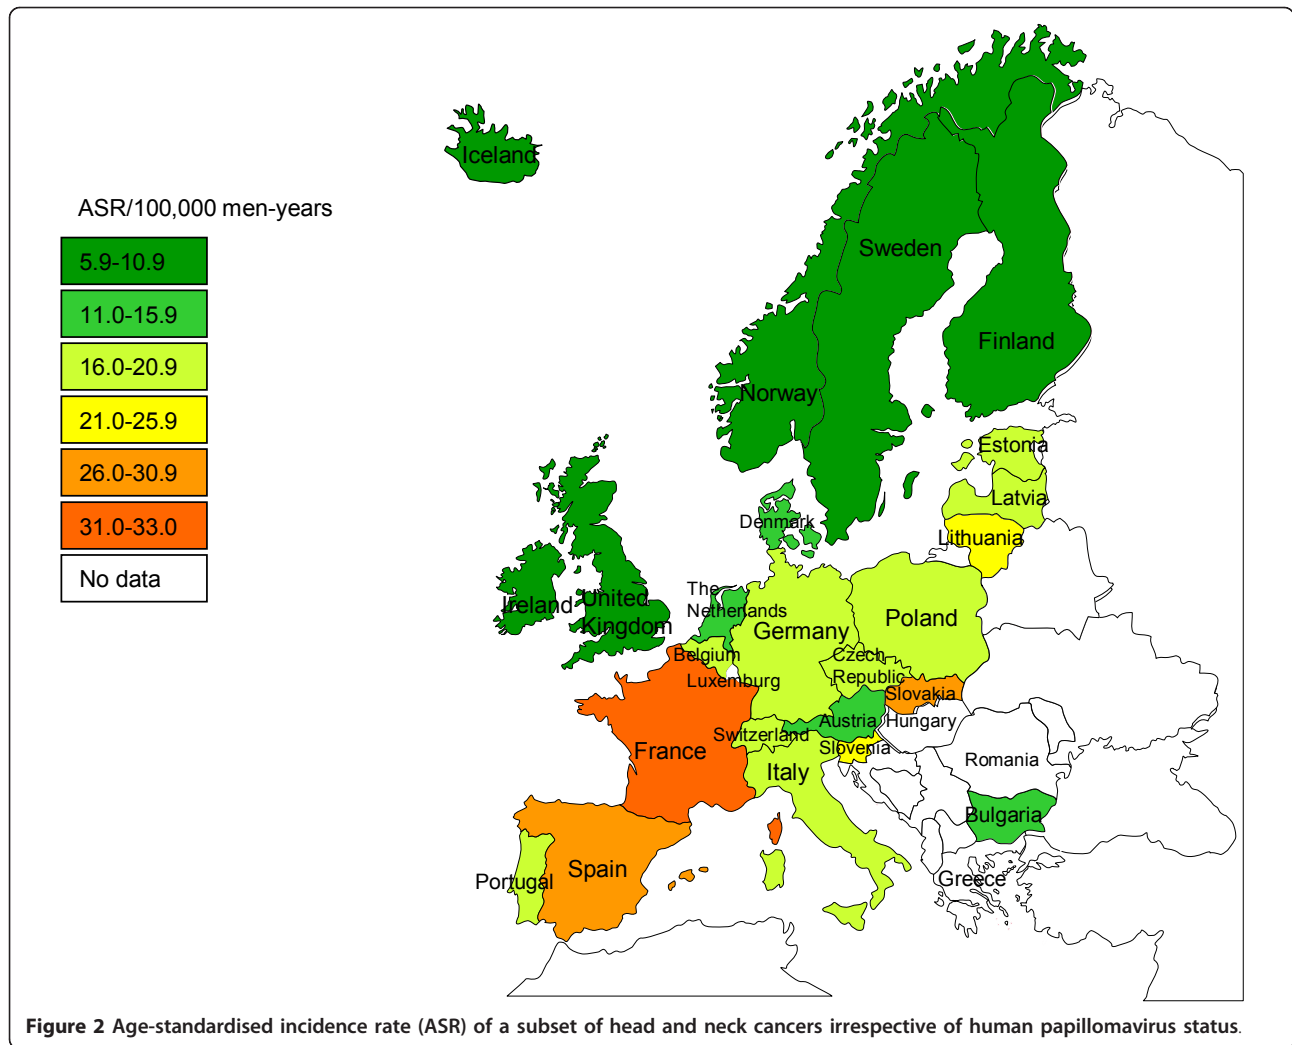 Iceland
ASR/100,000 men-years
5.9-10.9
11.0-15.9
16.0-20.9
21.0-25.9
26.0-30.9
31.0-33.0
No data
Sweden
Finland
Norway
Estonia
Latvia
Denmark
Lithuania
The
Netherlands
Ireland
United
Kingdom
Germany
Poland
Belgium
Czech
Republic
Luxemburg
Slovakia
Switzerland
Austria
Hungary
France
Slovenia
Italy
Romania
Bulgaria
Portugal
Spain
Greece
Figure 2 Age-standardised incidence rate (ASR) of a subset of head and neck cancers irrespective of human papillomavirus status.